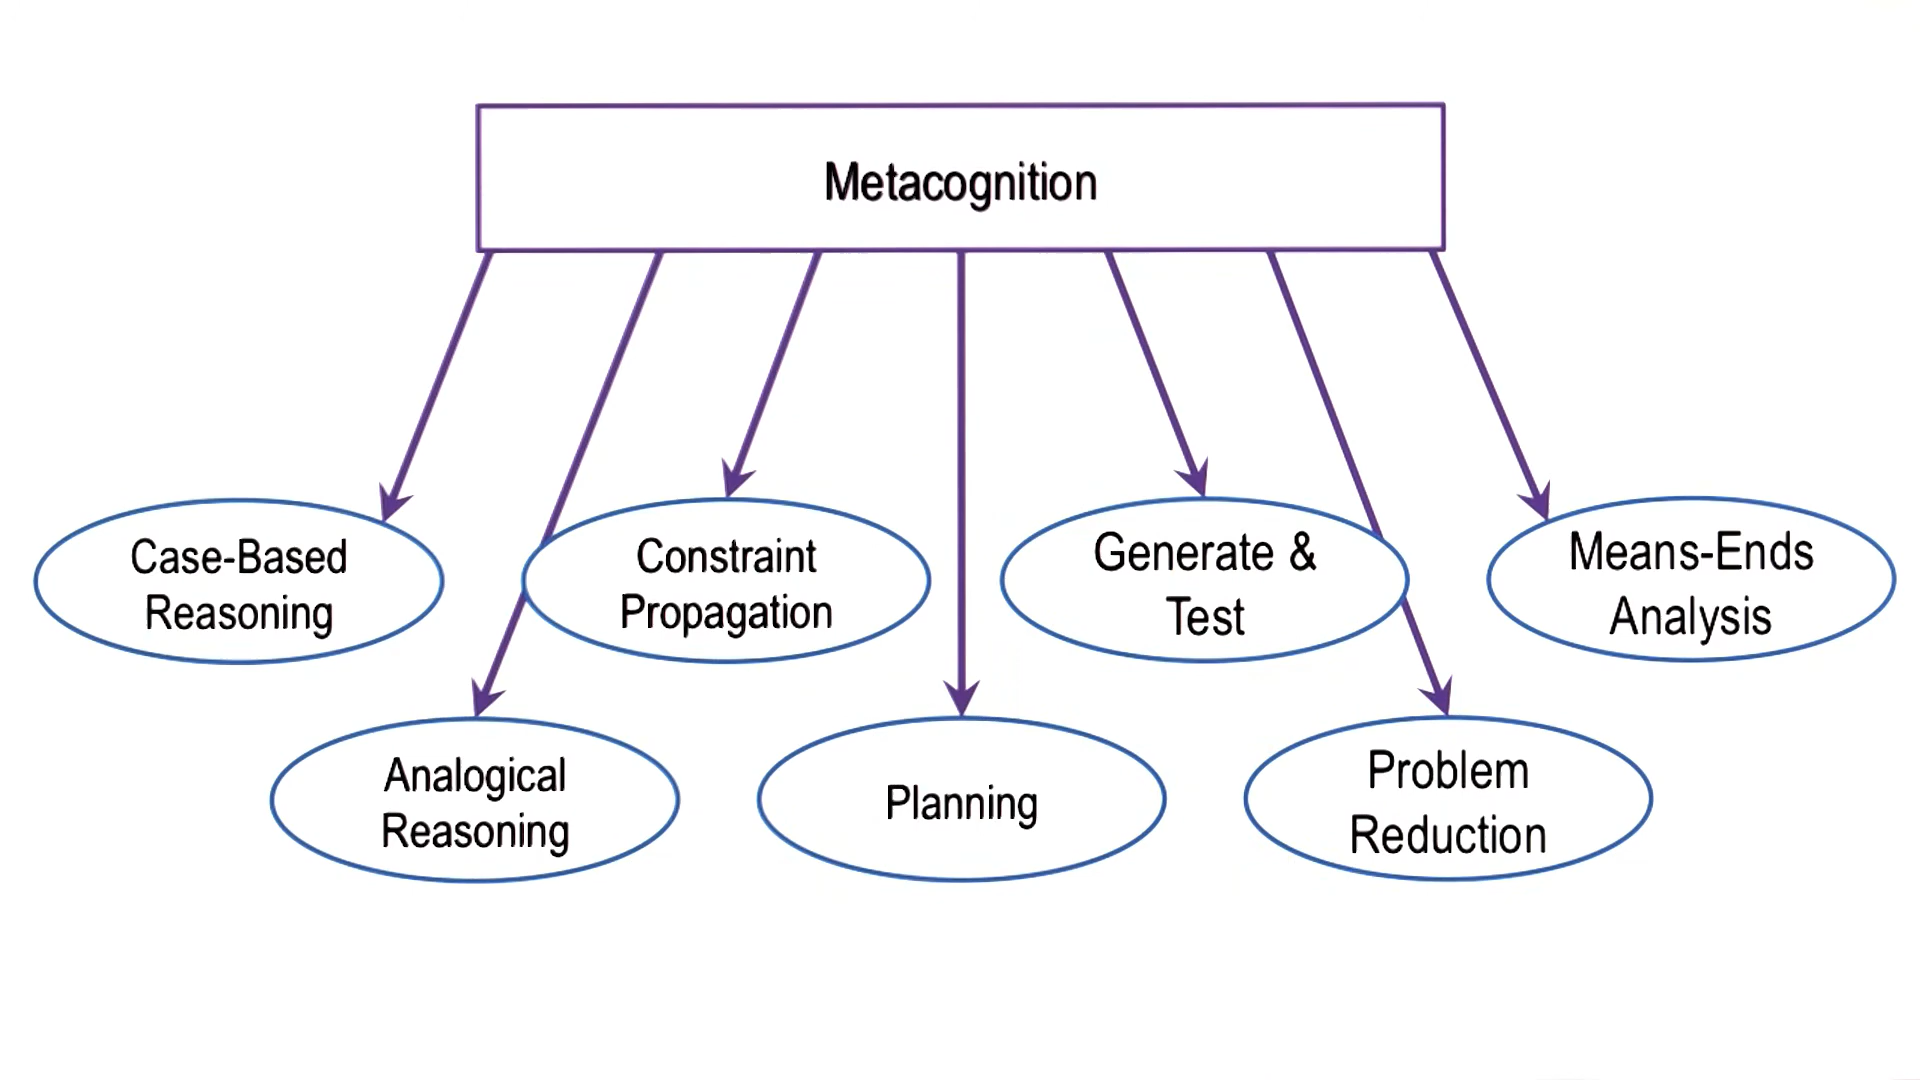 Metacognition
Case-Based
Reasoning
Constraint
Propagation
Generate &
Test
Means-Ends
Analysis
Analogical
Reasoning
Planning
Problem
Reduction